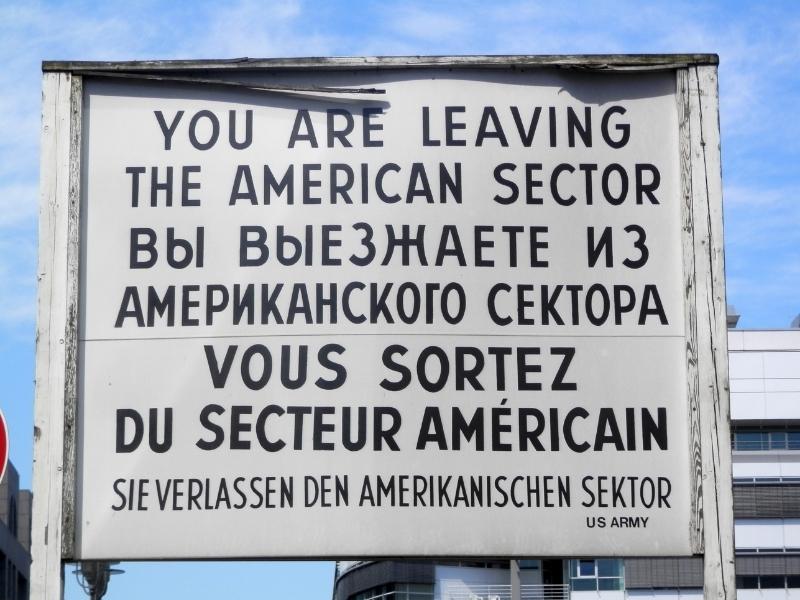 YOU ARE LEAVING
THE AMERICAN SECTOR
ВЫ ВЫЕЗЖАЕТЕ ИЗ
АМЕРИКАНСКОГО СЕКТОРА
VOUS SORTEZ
DU SECTEUR AMÉRICAIN
SIE VERLASSEN DEN AMERIKANISCHEN SEKTOR
US ARMY